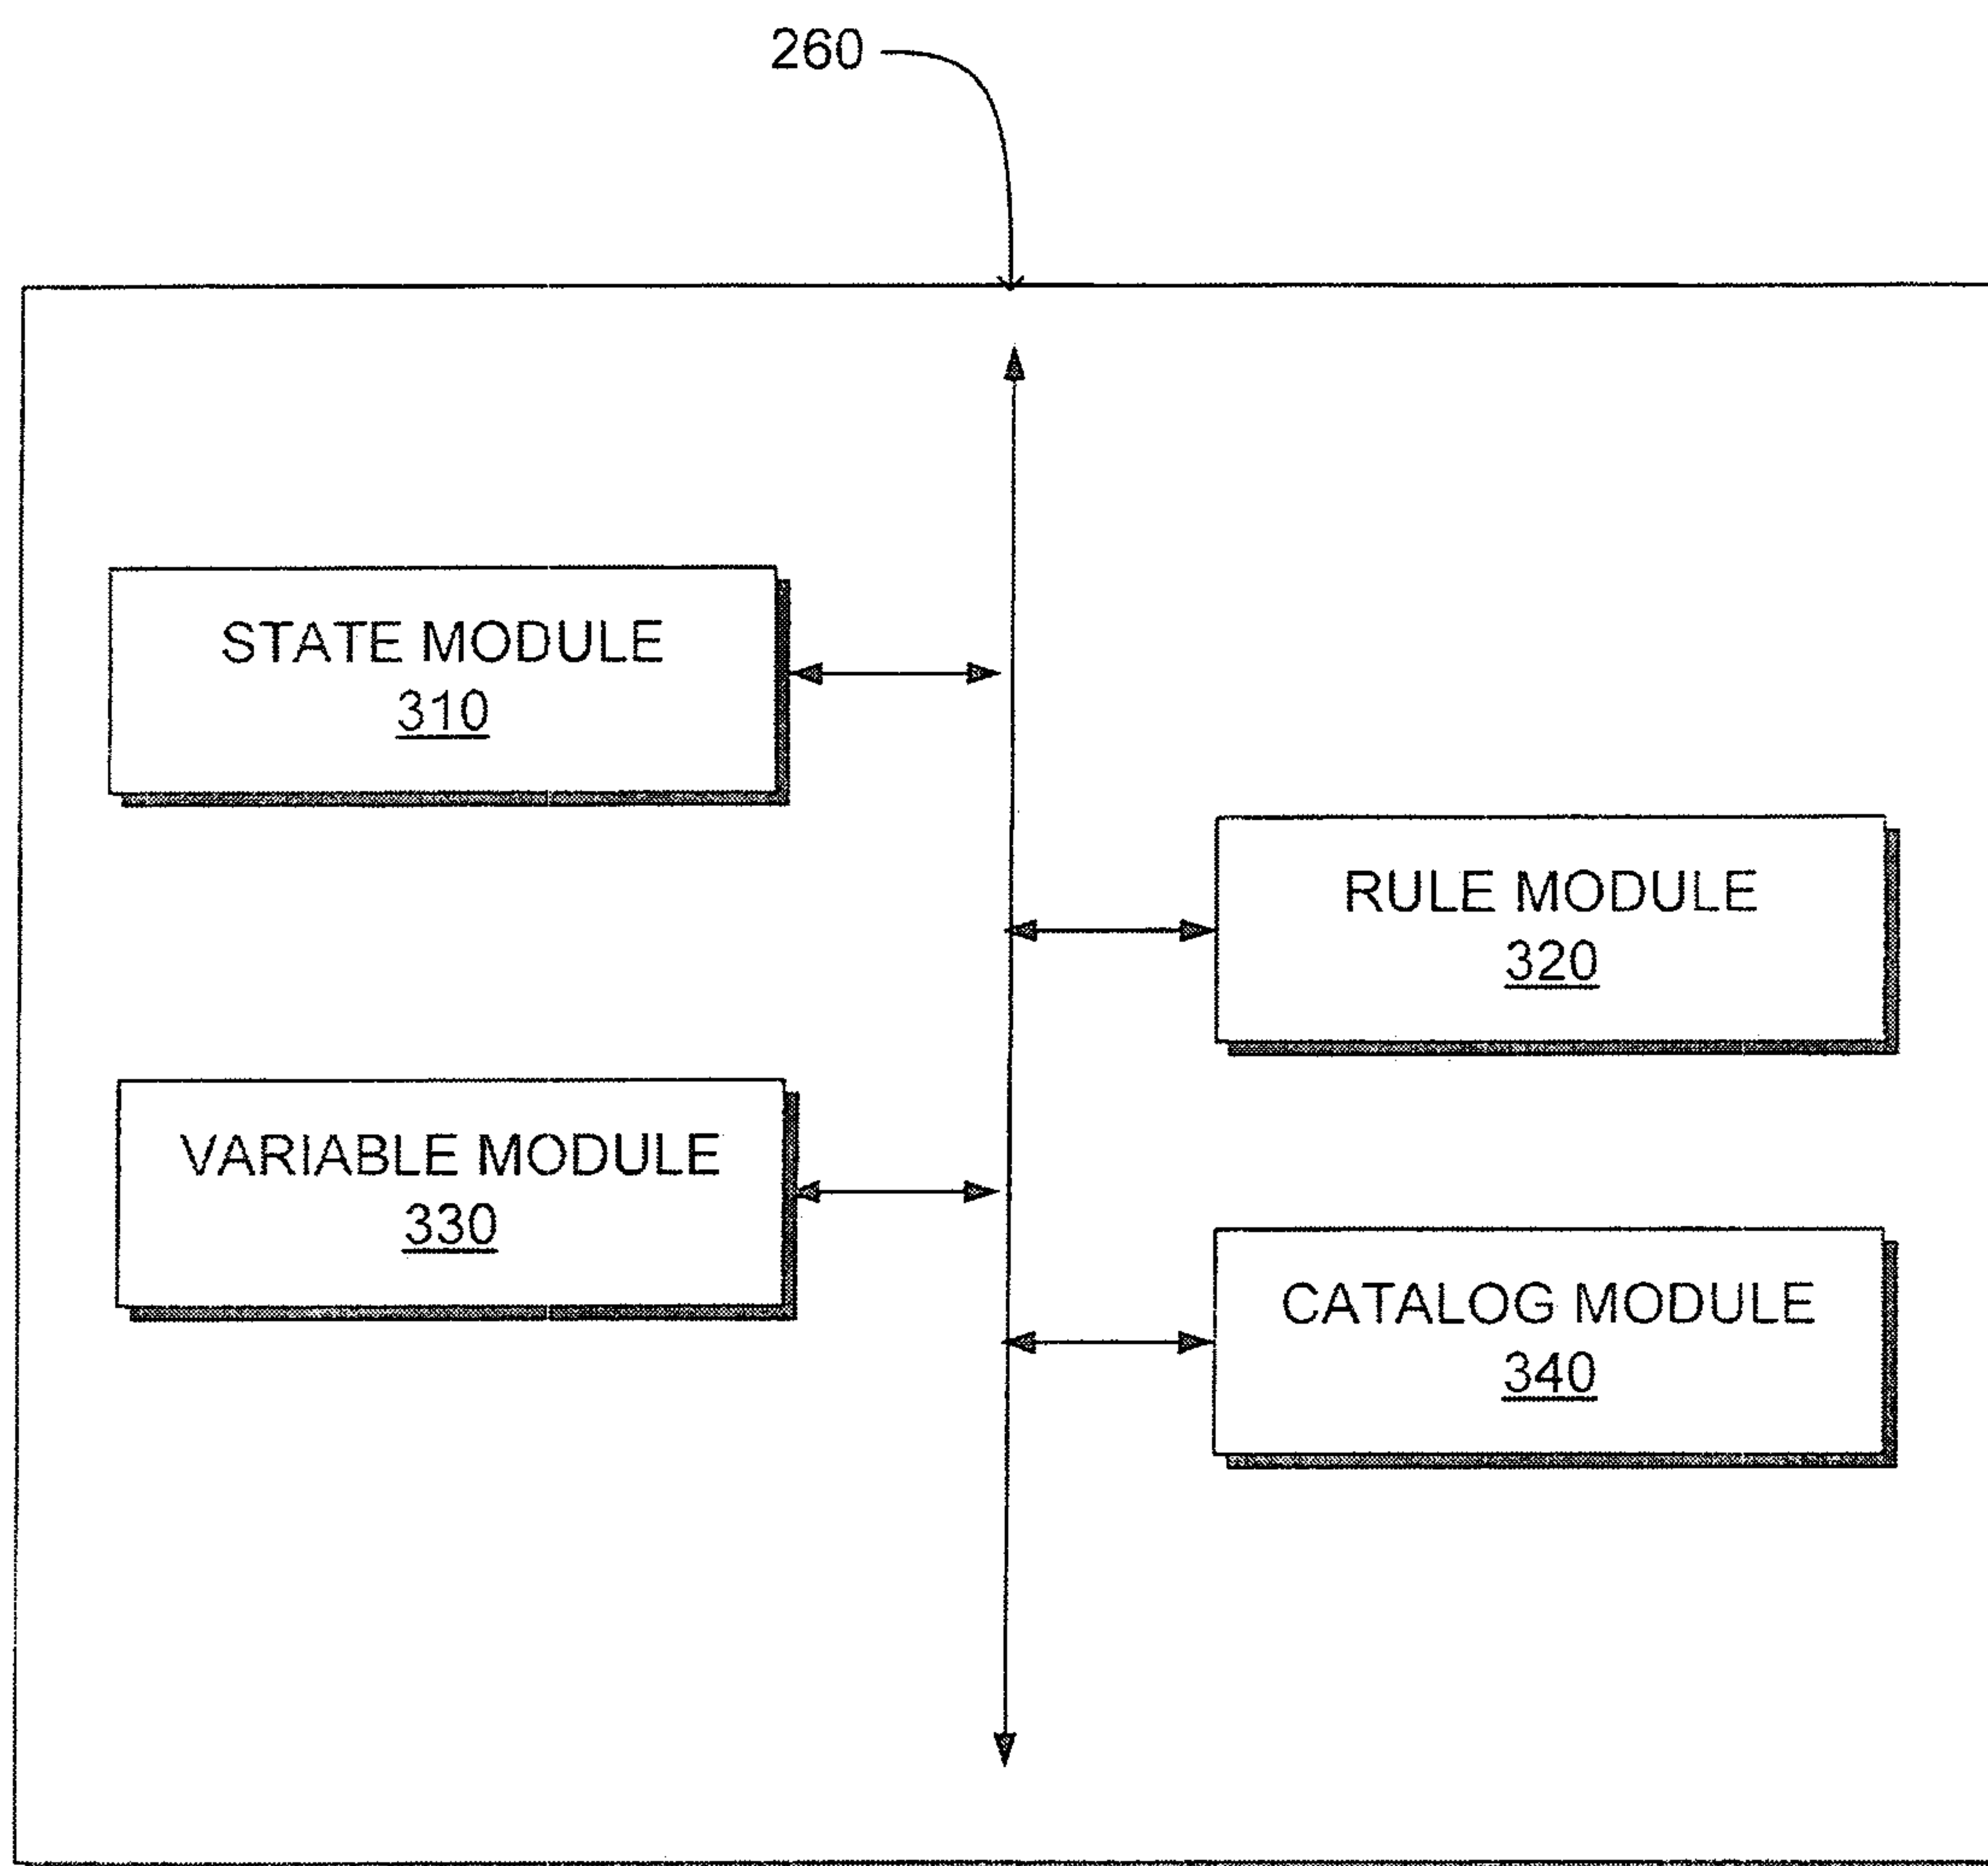 260
STATE MODULE
310
RULE MODULE
320
VARIABLE MODULE
330
CATALOG MODULE
340